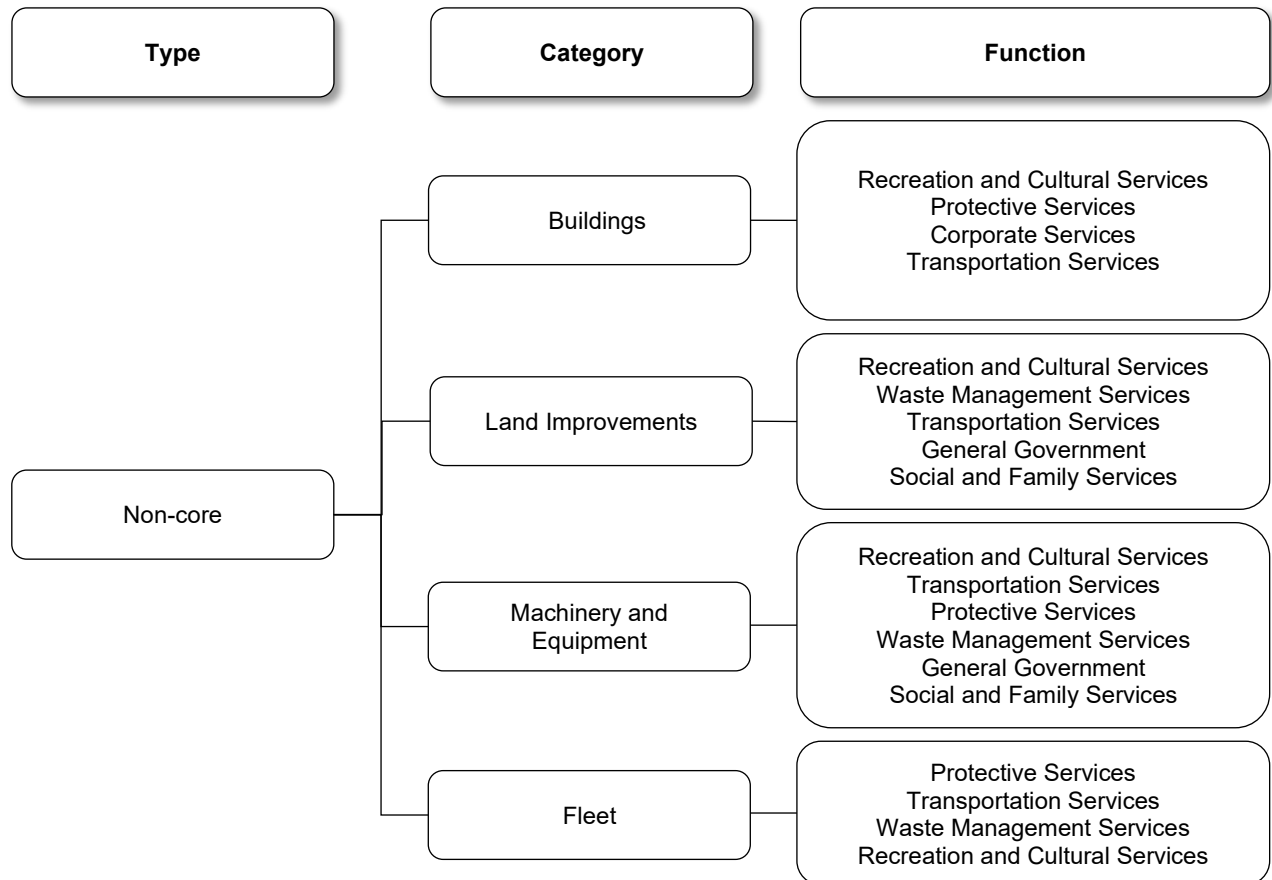 Type
Category
Function
Non-core
Buildings
Recreation and Cultural Services
Protective Services
Corporate Services
Transportation Services
Land Improvements
Recreation and Cultural Services
Waste Management Services
Transportation Services
General Government
Social and Family Services
Machinery and
Equipment
Recreation and Cultural Services
Transportation Services
Protective Services
Waste Management Services
General Government
Social and Family Services
Fleet
Protective Services
Transportation Services
Waste Management Services
Recreation and Cultural Services